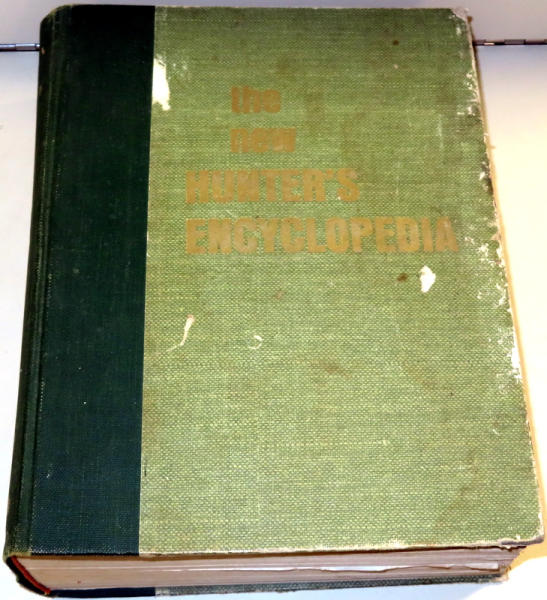 the
new
HUNTER'S
ENCYCLOPEDIA